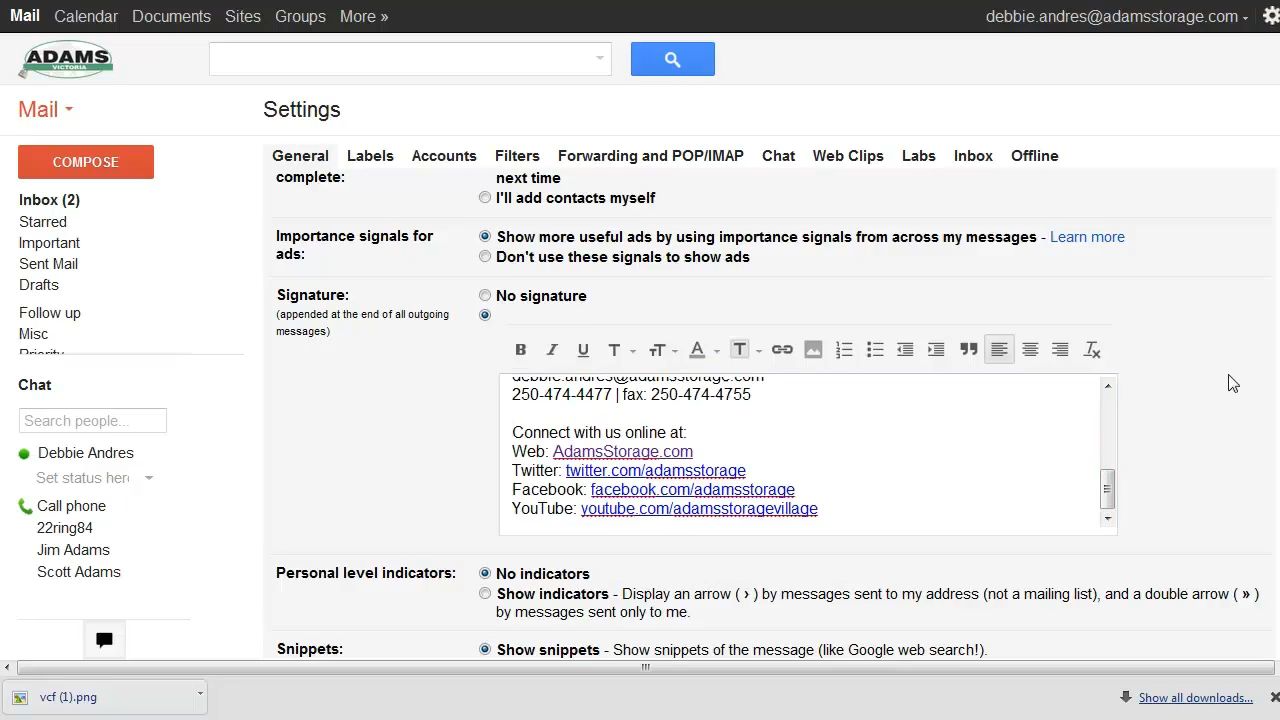 Mail Calendar Documents Sites Groups More »
debbie.andres@adamsstorage.com
ADAMS
VICTORIA
Mail
Settings
COMPOSE
General Labels Accounts Filters Forwarding and POP/IMAP Chat Web Clips Labs Inbox Offline
complete:
next time
I'll add contacts myself
Inbox (2)
Starred
Important
Sent Mail
Drafts
Follow up
Misc
Priority
Importance signals for
ads:
Show more useful ads by using importance signals from across my messages - Learn more
Don't use these signals to show ads
Signature:
(appended at the end of all outgoing
messages)
No signature
B I U T TT A T
debbie.andres@adamsstorage.com
250-474-4477 | fax: 250-474-4755
Connect with us online at:
Web: AdamsStorage.com
Twitter: twitter.com/adamsstorage
Facebook: facebook.com/adamsstorage
YouTube: youtube.com/adamsstoragevillage
Chat
Search people...
Debbie Andres
Set status here
Call phone
22ring84
Jim Adams
Scott Adams
Personal level indicators:
No indicators
Show indicators - Display an arrow ( › ) by messages sent to my address (not a mailing list), and a double arrow ( » )
by messages sent only to me.
Snippets:
Show snippets - Show snippets of the message (like Google web search!).
vcf (1).png
Show all downloads...